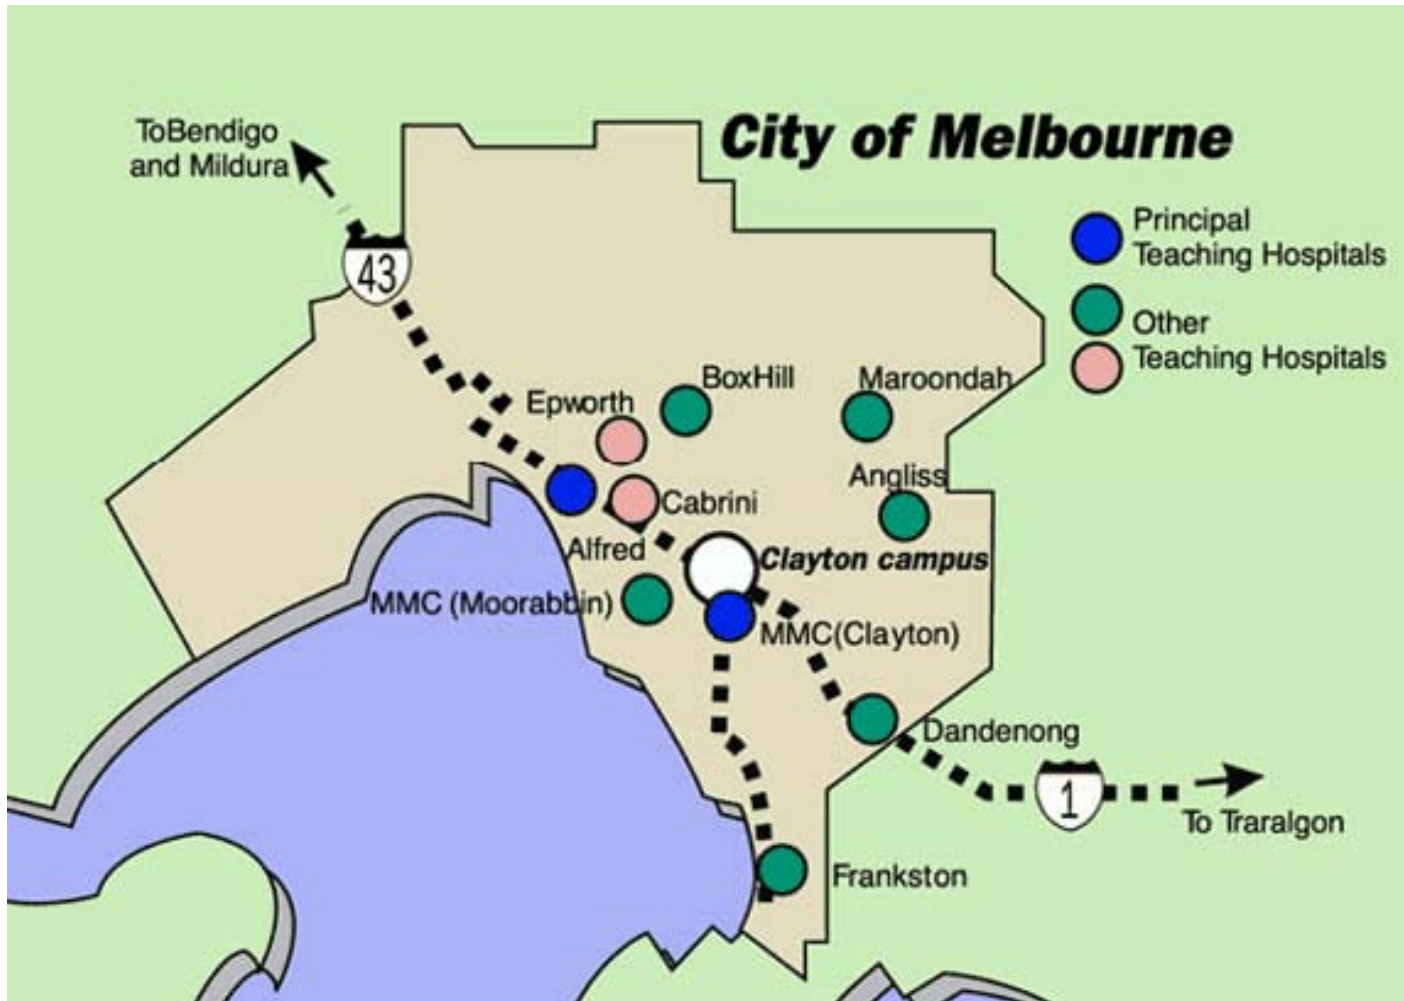 City of Melbourne
ToBendigo
and Mildura
43
Principal
Teaching Hospitals
Other
Teaching Hospitals
BoxHill
Maroondah
Epworth
Angliss
Cabrini
Alfred
Clayton campus
MMC (Moorabbin)
MMC(Clayton)
Dandenong
1
To Traralgon
Frankston